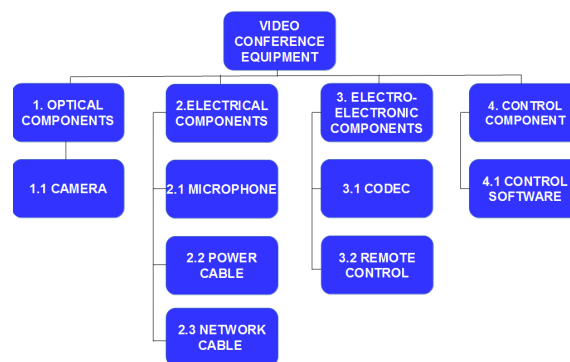 VIDEO
CONFERENCE
EQUIPMENT
1. OPTICAL
COMPONENTS
2.ELECTRICAL
COMPONENTS
3. ELECTRO-
ELECTRONIC
COMPONENTS
4. CONTROL
COMPONENT
1.1 CAMERA
2.1 MICROPHONE
3.1 CODEC
4.1 CONTROL
SOFTWARE
2.2 POWER
CABLE
3.2 REMOTE
CONTROL
2.3 NETWORK
CABLE